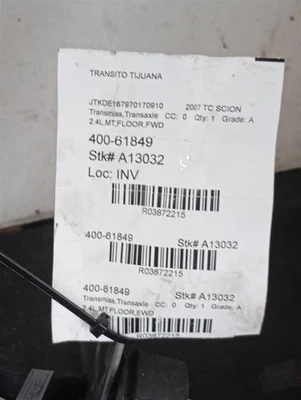 TRANSITO TIJUANA
JTKDE167970170910 2007 TC SCION
Transmiss,Transaxle CC: 0 Qty: 1 Grade: A
2.4L,MT,FLOOR,FWD
400-61849
Stk# A13032
Loc: INV
R03872215
400-61849 Stk# A13032
R03872215
400-61849 Stk# A13032
Transmiss,Transaxle CC: 0 Qty: 1 Grade: A
2.4L,MT,FLOOR,FWD
R03872215